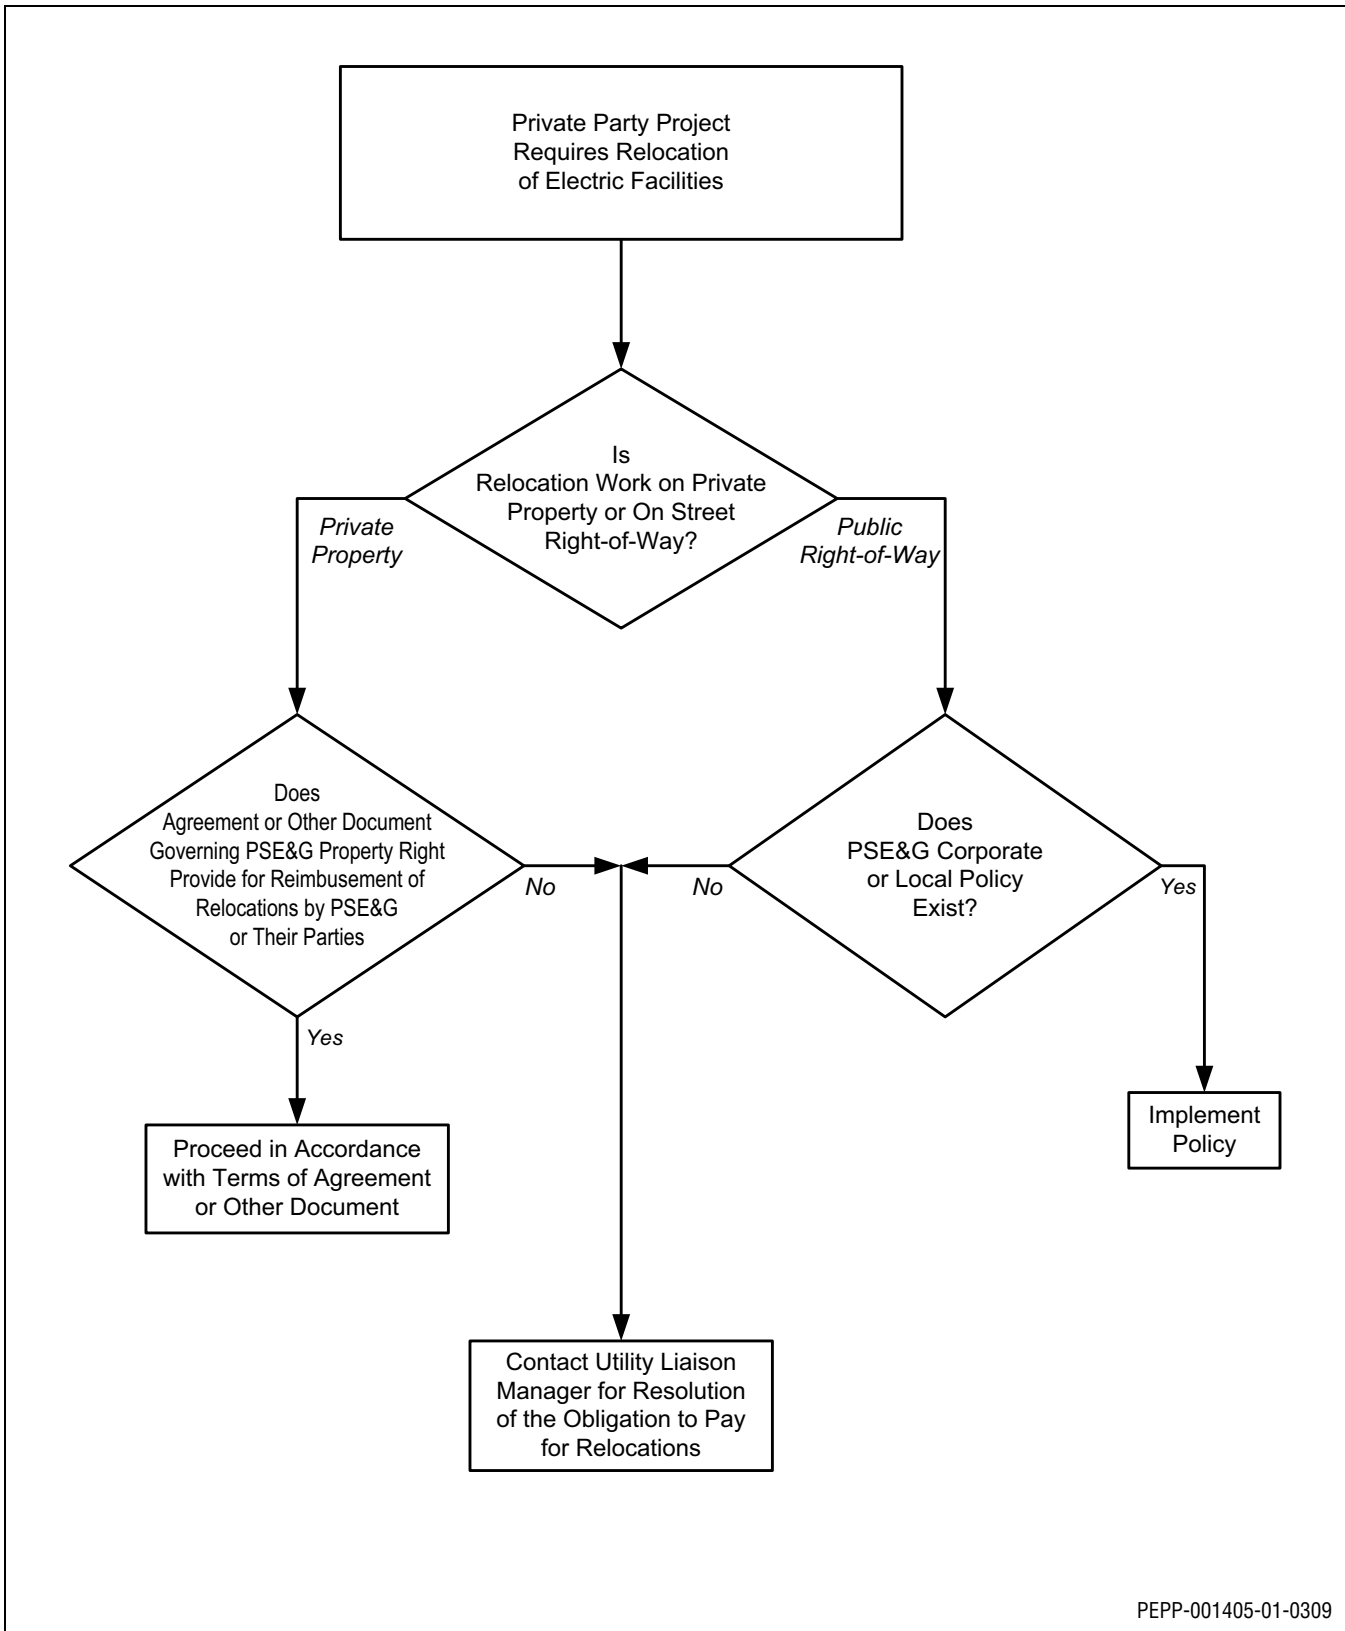 Private Party Project
Requires Relocation
of Electric Facilities
Is
Relocation Work on Private
Property or On Street
Right-of-Way?
Private
Property
Public
Right-of-Way
Does
Agreement or Other Document
Governing PSE&G Property Right
Provide for Reimbusement of
Relocations by PSE&G
or Their Parties
No
No
Does
PSE&G Corporate
or Local Policy
Exist?
Yes
Yes
Proceed in Accordance
with Terms of Agreement
or Other Document
Implement
Policy
Contact Utility Liaison
Manager for Resolution
of the Obligation to Pay
for Relocations
PEPP-001405-01-0309